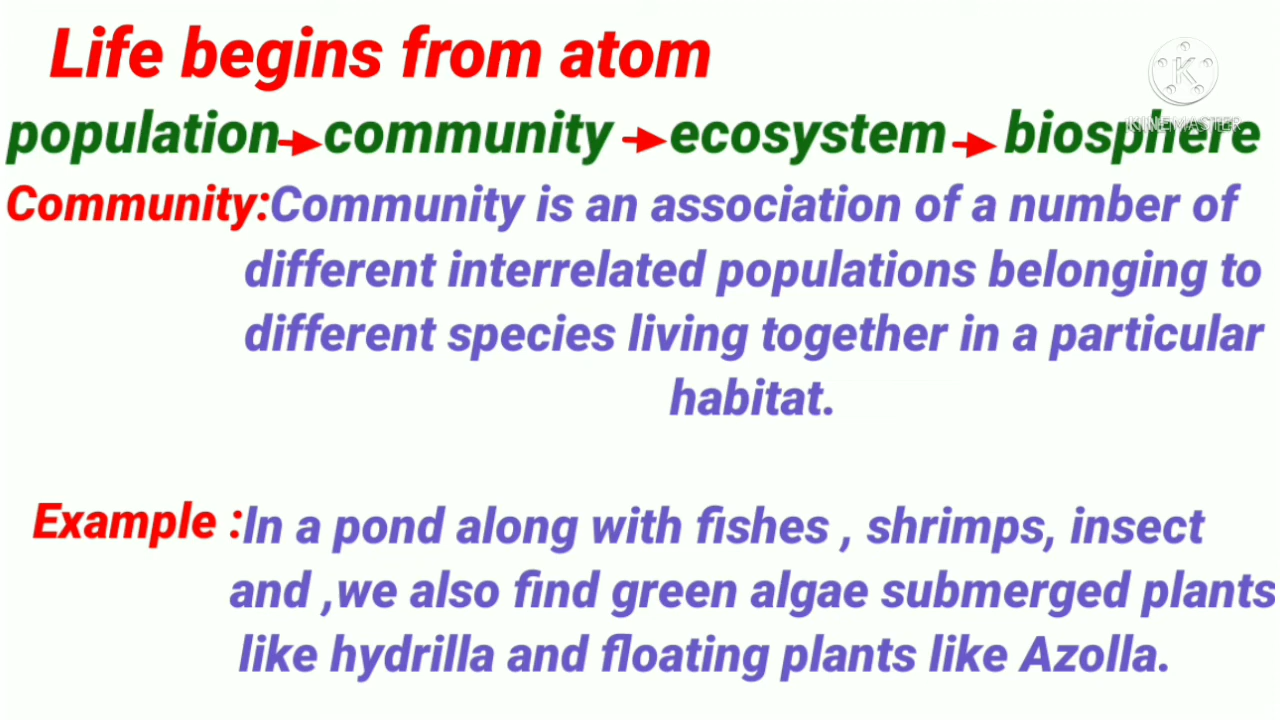 Life begins from atom
K
KINEMASTER
population → community → ecosystem → biosphere
Community: Community is an association of a number of
different interrelated populations belonging to
different species living together in a particular
habitat.
Example : In a pond along with fishes , shrimps, insect
and ,we also find green algae submerged plants
like hydrilla and floating plants like Azolla.